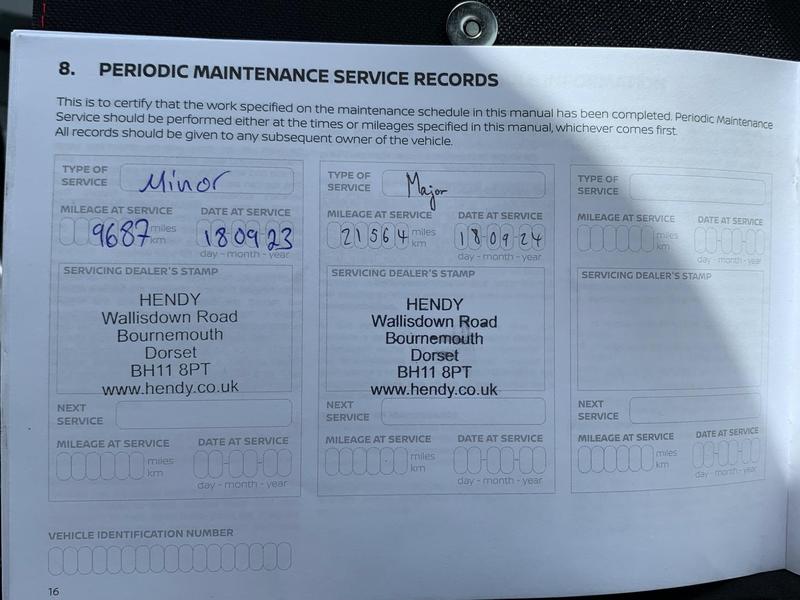 8. PERIODIC MAINTENANCE SERVICE RECORDS
This is to certify that the work specified on the maintenance schedule in this manual has been completed. Periodic Maintenance
Service should be performed either at the times or mileages specified in this manual, whichever comes first.
All records should be given to any subsequent owner of the vehicle.
TYPE OF
SERVICE
Minor
MILEAGE AT SERVICE
DATE AT SERVICE
9687
miles
km
18 09 23
day - month - year
SERVICING DEALER'S STAMP
HENDY
Wallisdown Road
Bournemouth
Dorset
BH11 8PT
www.hendy.co.uk
NEXT
SERVICE
MILEAGE AT SERVICE
DATE AT SERVICE
miles
km
day - month - year
TYPE OF
SERVICE
Major
MILEAGE AT SERVICE
DATE AT SERVICE
21564
miles
km
18-09-24
day - month - year
SERVICING DEALER'S STAMP
HENDY
Wallisdown Road
Bournemouth
Dorset
BH11 8PT
www.hendy.co.uk
NEXT
SERVICE
MILEAGE AT SERVICE
DATE AT SERVICE
miles
km
day - month - year
TYPE OF
SERVICE
MILEAGE AT SERVICE
DATE AT SERVICE
miles
km
day - month - year
SERVICING DEALER'S STAMP
NEXT
SERVICE
MILEAGE AT SERVICE
DATE AT SERVICE
miles
km
day - month - year
VEHICLE IDENTIFICATION NUMBER
16